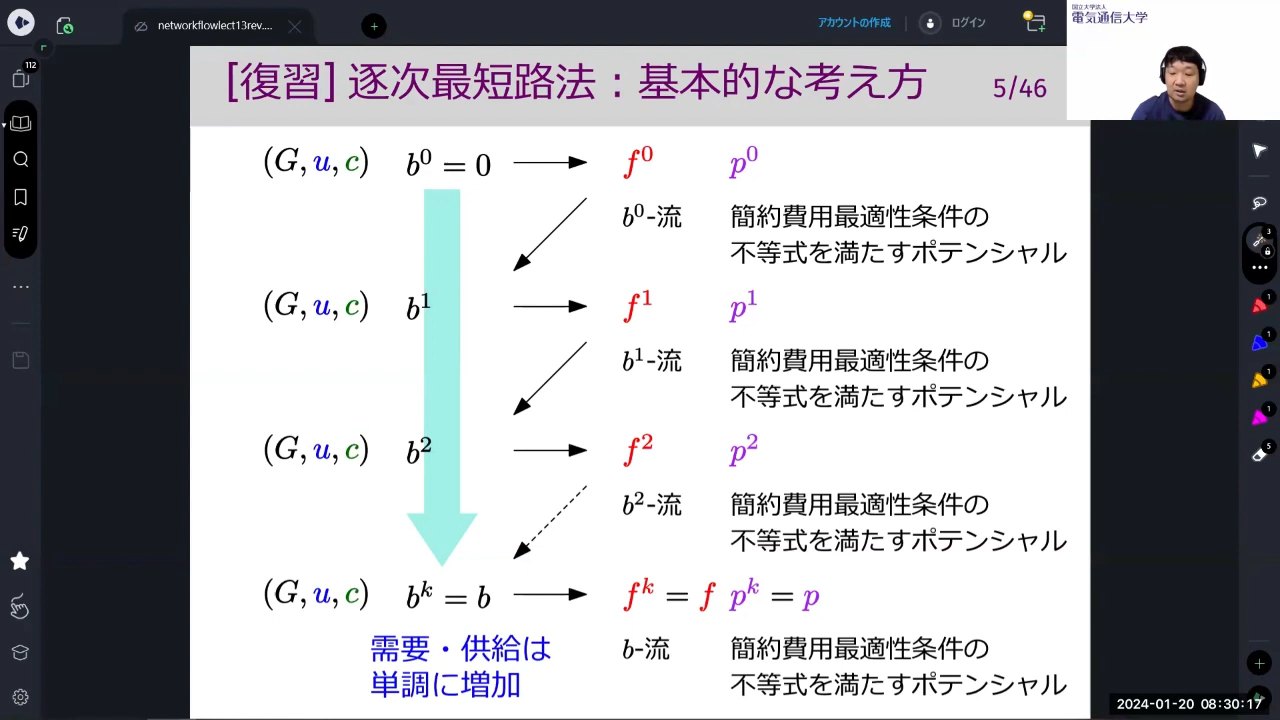 networkflowlect13rev....
アカウントの作成
ログイン
国立大学法人
電気通信大学
112
[復習] 逐次最短路法：基本的な考え方
5/46
(G, u, c) b⁰ = 0 f⁰ p⁰
b⁰-流 簡約費用最適性条件の
不等式を満たすポテンシャル
(G, u, c) b¹ f¹ p¹
b¹-流 簡約費用最適性条件の
不等式を満たすポテンシャル
(G, u, c) b² f² p²
b²-流 簡約費用最適性条件の
不等式を満たすポテンシャル
(G, u, c) bᵏ = b fᵏ = f pᵏ = p
需要・供給は
単調に増加
b-流 簡約費用最適性条件の
不等式を満たすポテンシャル
3
1
1
1
1
5
2024-01-20 08:30:17